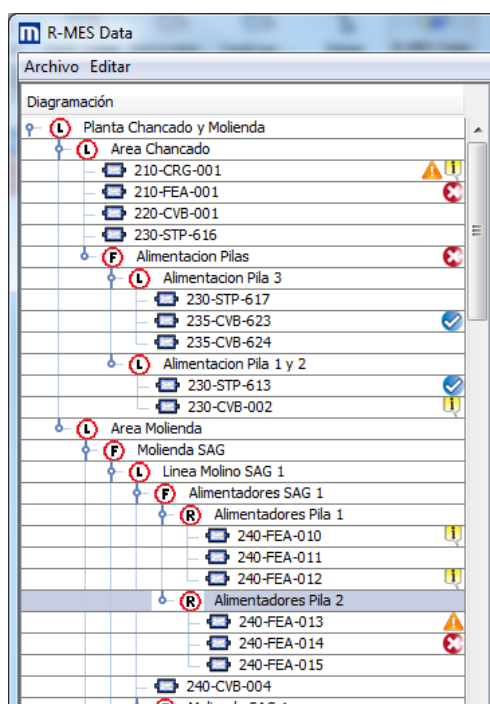 R-MES Data
Archivo Editar
Diagramación
L Planta Chancado y Molienda
L Area Chancado
210-CRG-001
210-FEA-001
220-CVB-001
230-STP-616
F Alimentacion Pilas
L Alimentacion Pila 3
230-STP-617
235-CVB-623
235-CVB-624
L Alimentacion Pila 1 y 2
230-STP-613
230-CVB-002
L Area Molienda
F Molienda SAG
L Linea Molino SAG 1
F Alimentadores SAG 1
R Alimentadores Pila 1
240-FEA-010
240-FEA-011
240-FEA-012
R Alimentadores Pila 2
240-FEA-013
240-FEA-014
240-FEA-015
240-CVB-004